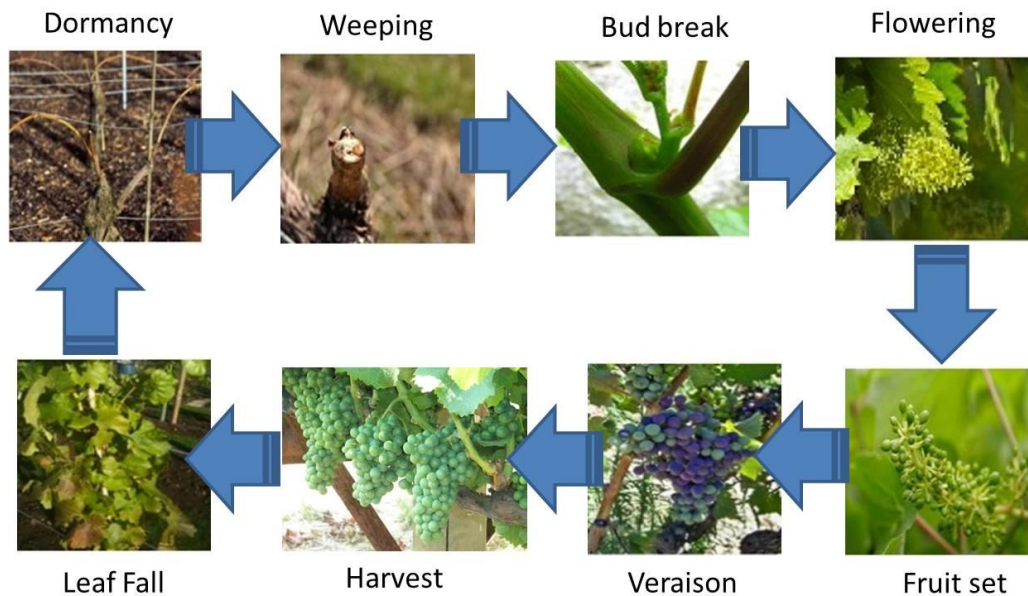 Dormancy
Weeping
Bud break
Flowering
Leaf Fall
Harvest
Veraison
Fruit set